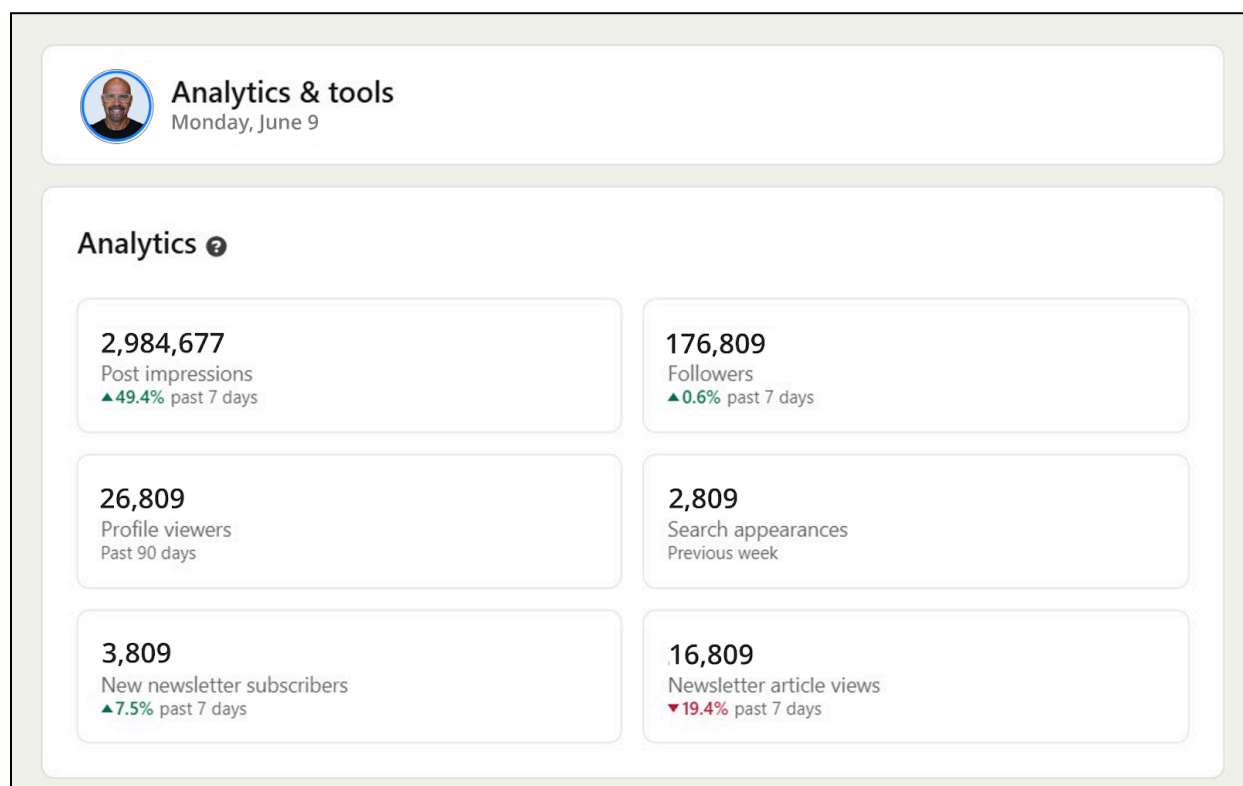 Analytics & tools
Monday, June 9
Analytics ?
2,984,677
Post impressions
▲49.4% past 7 days
176,809
Followers
▲0.6% past 7 days
26,809
Profile viewers
Past 90 days
2,809
Search appearances
Previous week
3,809
New newsletter subscribers
▲7.5% past 7 days
16,809
Newsletter article views
▼19.4% past 7 days